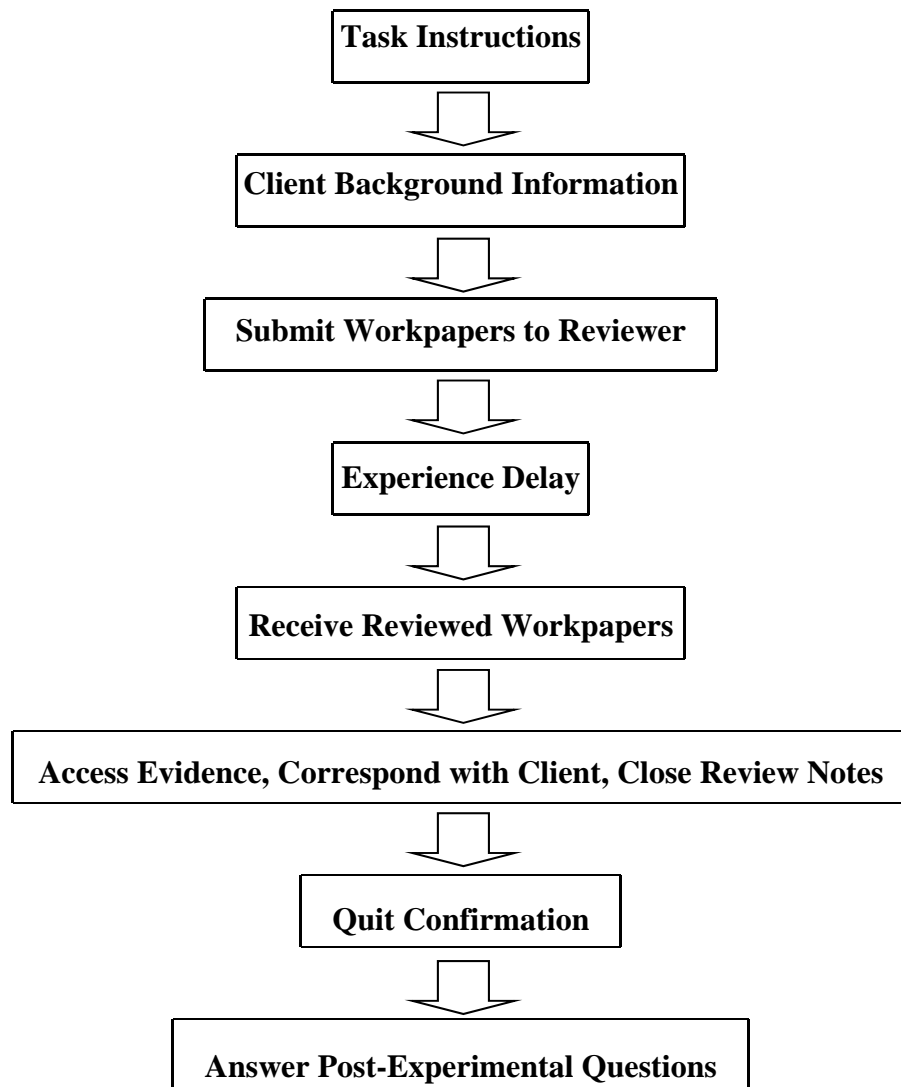 Task Instructions
Client Background Information
Submit Workpapers to Reviewer
Experience Delay
Receive Reviewed Workpapers
Access Evidence, Correspond with Client, Close Review Notes
Quit Confirmation
Answer Post-Experimental Questions